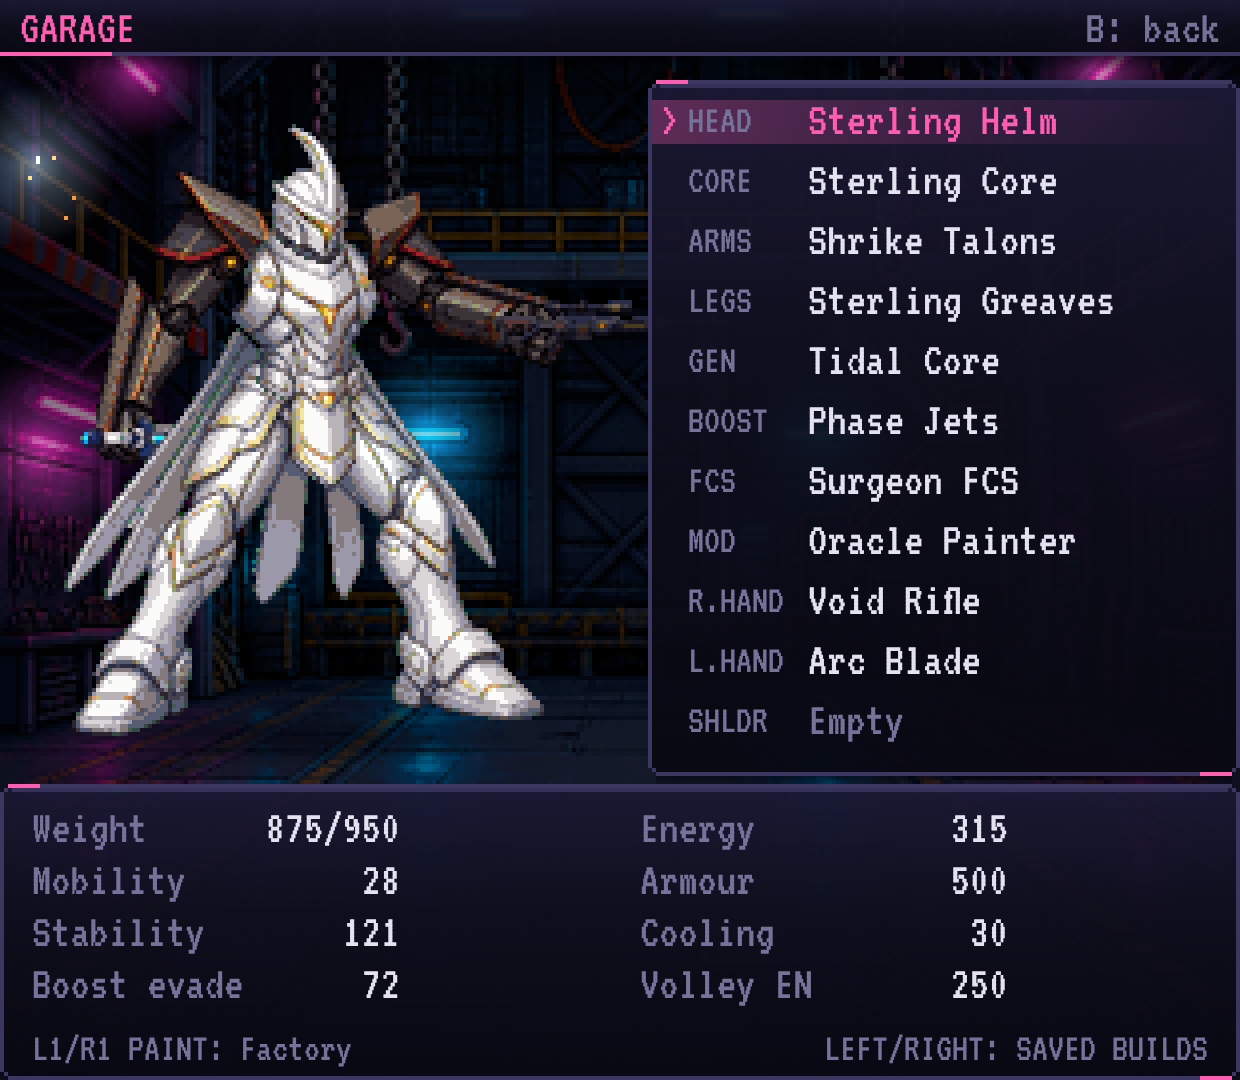 GARAGE B: back
HEAD Sterling Helm
CORE Sterling Core
ARMS Shrike Talons
LEGS Sterling Greaves
GEN Tidal Core
BOOST Phase Jets
FCS Surgeon FCS
MOD Oracle Painter
R.HAND Void Rifle
L.HAND Arc Blade
SHLDR Empty
Weight 875/950 Energy 315
Mobility 28 Armour 500
Stability 121 Cooling 30
Boost evade 72 Volley EN 250
L1/R1 PAINT: Factory LEFT/RIGHT: SAVED BUILDS